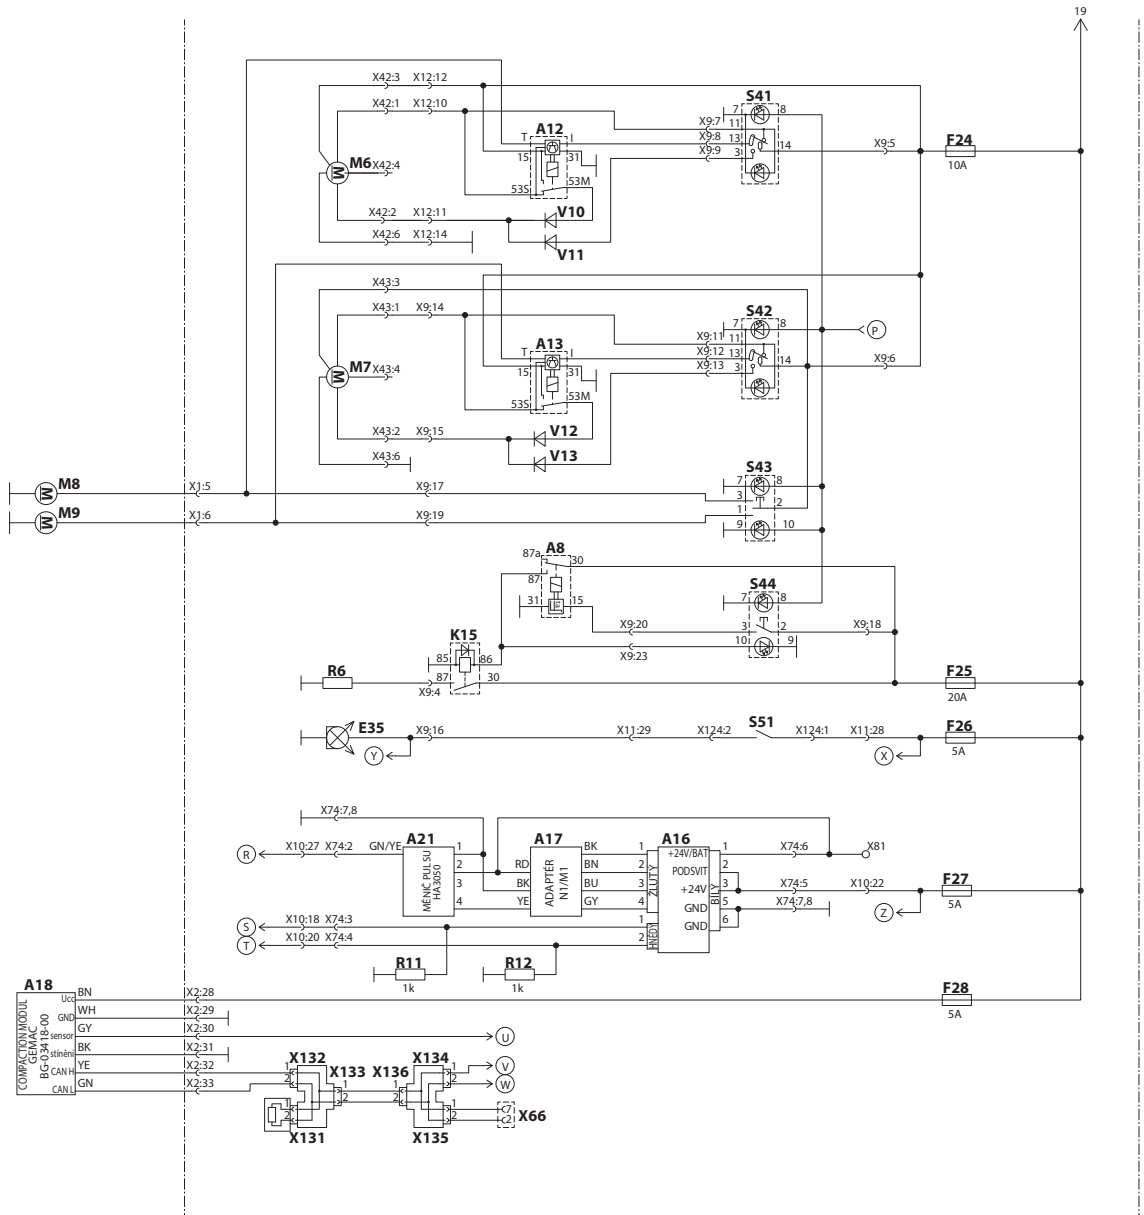 19
X42:3 X12:12
X42:1 X12:10
S41
7 8
X9:7 11
A12
T I
X9:8 13
14
X9:5
F24
10A
15 31
X9:9 3
M6 X42:4
M
53S 53M
X42:2 X12:11
V10
X42:6 X12:14
V11
X43:3
X43:1 X9:14
S42
7 8
P
X9:11 11
A13
T I
X9:12 13
14
X9:6
15 31
X9:13 3
M7 X43:4
M
53S 53M
X43:2 X9:15
V12
X43:6
V13
S43
7 8
M8
M
X1:5
X9:17
3
2
M9
M
X1:6
X9:19
1
9 10
A8
87a 30
87
S44
7 8
31 15
X9:20
3 2
X9:18
K15
10 9
X9:23
85 86
R6
F25
87 30
X9:4
20A
E35
X9:16
X11:29
X124:2
S51
X124:1
X11:28
F26
5A
Y
X
X74:7,8
A21
A17
A16
R
X10:27 X74:2
GN/YE
1
BK
1
+24V/BAT
1
X74:6
X81
MĚNIČ PULSU
HA3050
2
RD
ADAPTÉR
N1/M1
BN
2
ŽLUTÝ
PODSVIT
2
BÍLÝ
3
BK
BU
3
+24V
3
X74:5
X10:22
F27
5A
4
YE
GY
4
GND
5
X74:7,8
Z
S
X10:18 X74:3
1
HNĚDÝ
GND
6
T
X10:20 X74:4
2
R11
1k
R12
1k
A18
COMPACTION MODUL
GEMAC
BG-03418-00
Ucc
BN
X2:28
F28
5A
GND
WH
X2:29
sensor
GY
X2:30
U
stínění
BK
X2:31
CAN H
YE
X2:32
CAN L
GN
X2:33
X132
X133
X136
X134
1
2
1
2
1
2
1
2
V
W
1
2
1
2
7
2
X66
X131
X135